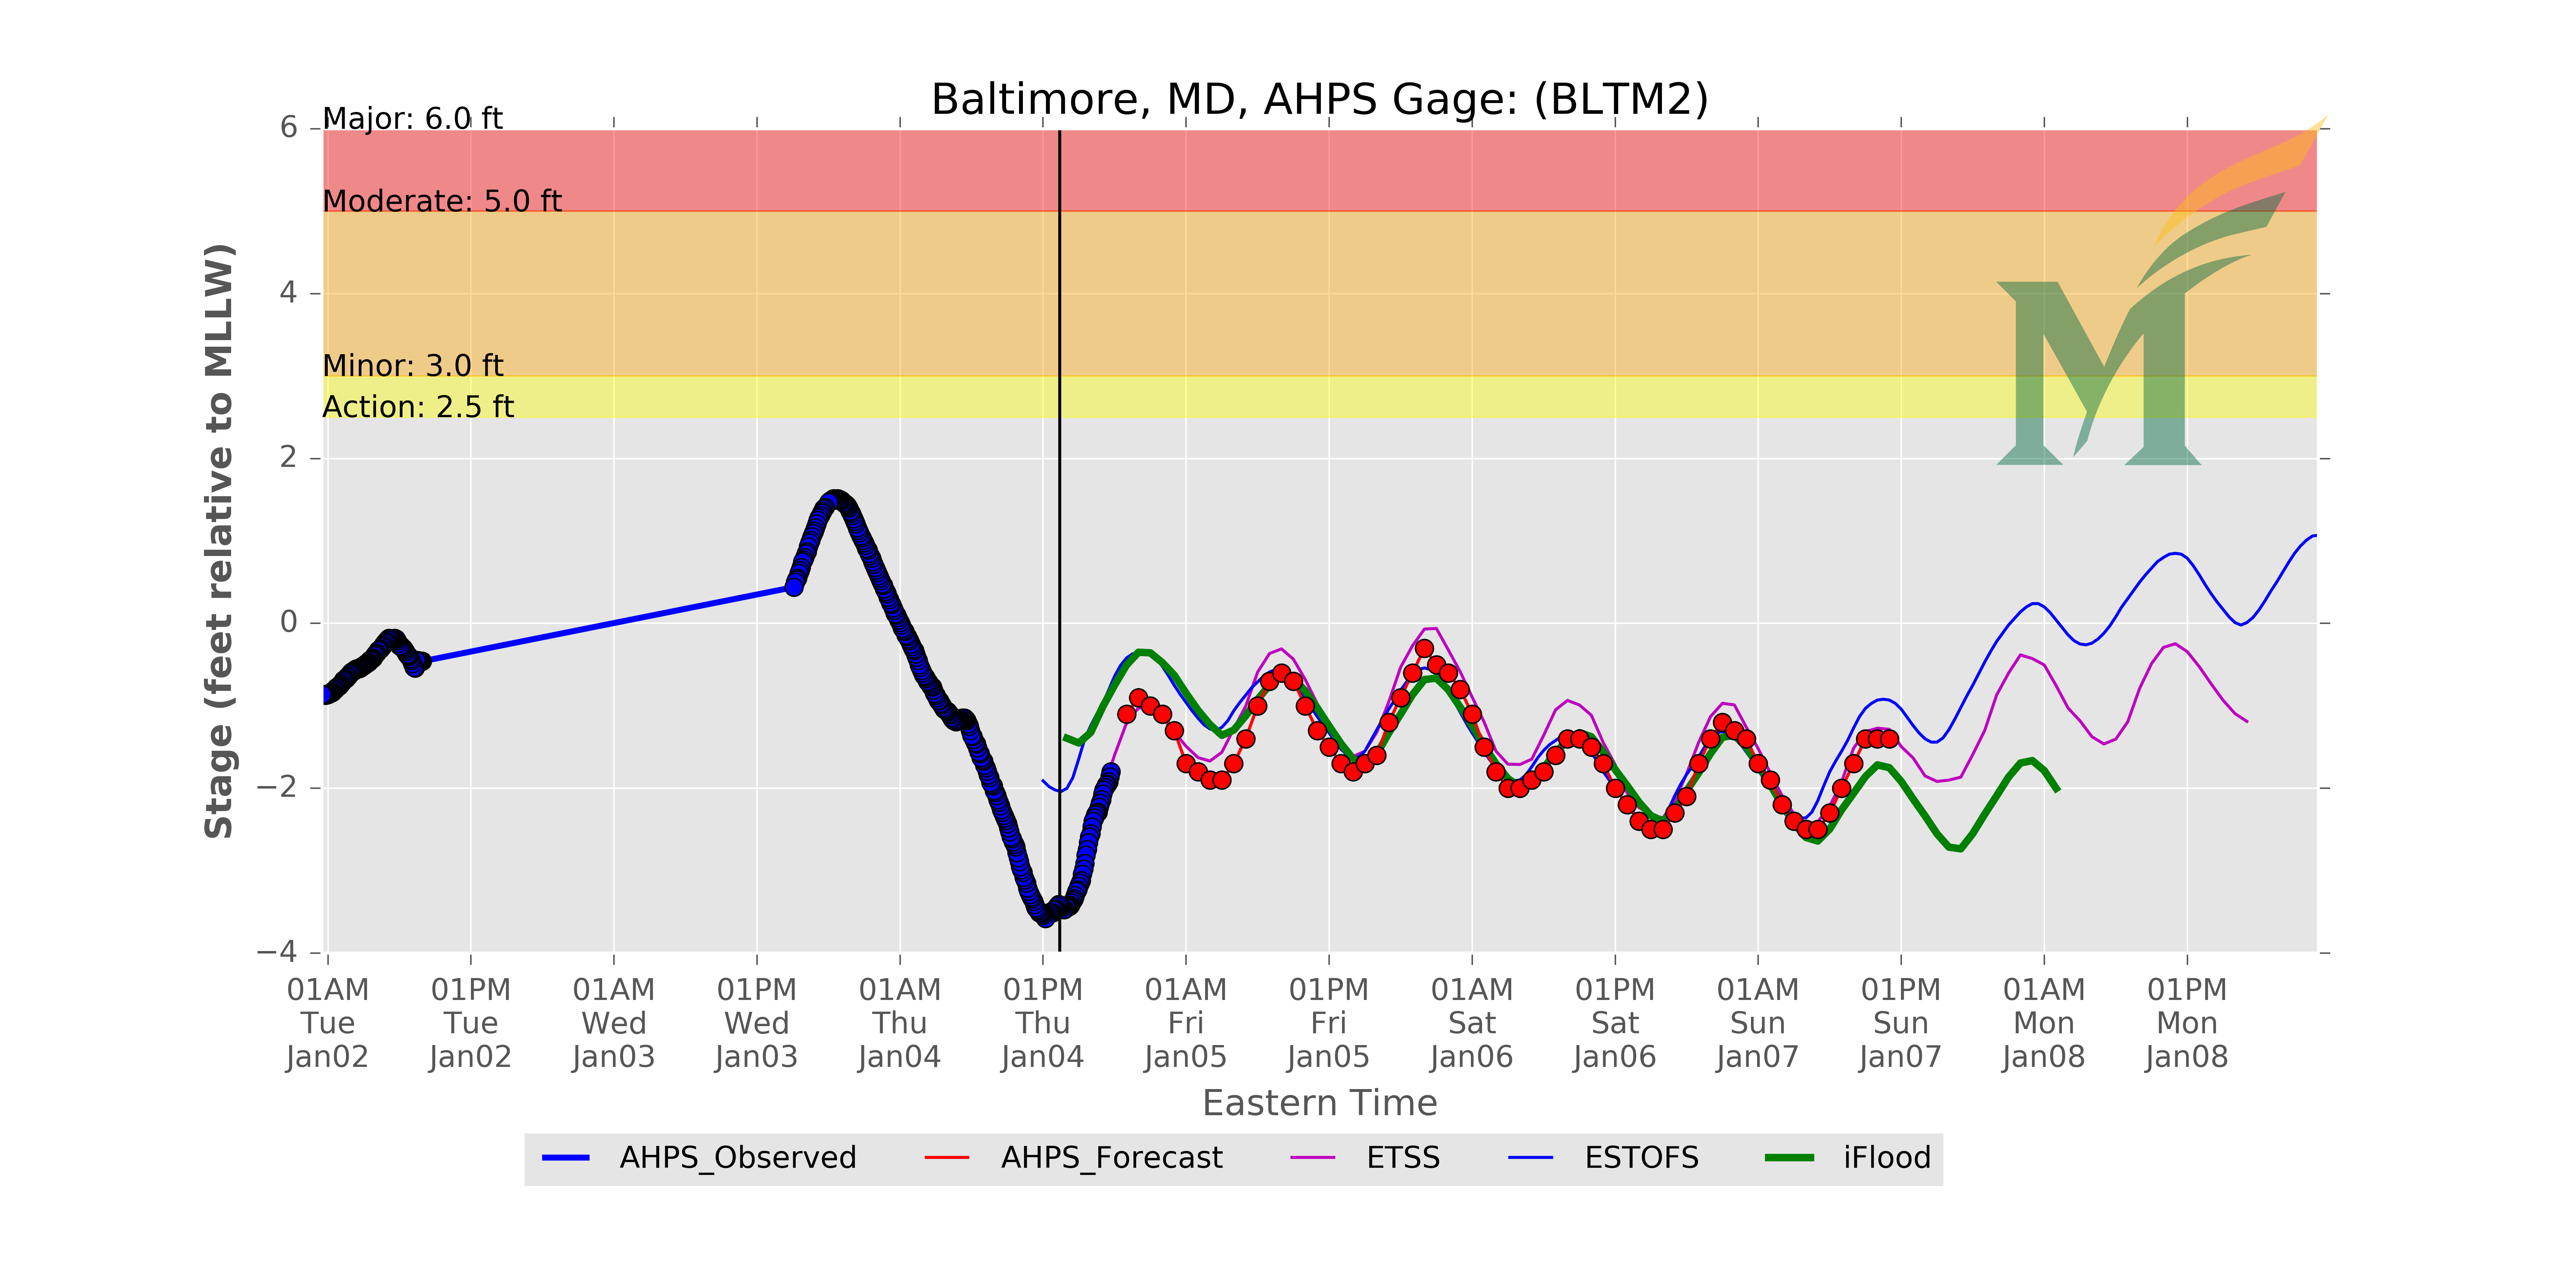 Baltimore, MD, AHPS Gage: (BLTM2)
Major: 6.0 ft
Moderate: 5.0 ft
Minor: 3.0 ft
Action: 2.5 ft
6
4
2
0
−2
−4
Stage (feet relative to MLLW)
01AM 01PM 01AM 01PM 01AM 01PM 01AM 01PM 01AM 01PM 01AM 01PM 01AM 01PM
Tue Tue Wed Wed Thu Thu Fri Fri Sat Sat Sun Sun Mon Mon
Jan02 Jan02 Jan03 Jan03 Jan04 Jan04 Jan05 Jan05 Jan06 Jan06 Jan07 Jan07 Jan08 Jan08
Eastern Time
AHPS_Observed AHPS_Forecast ETSS ESTOFS iFlood
M